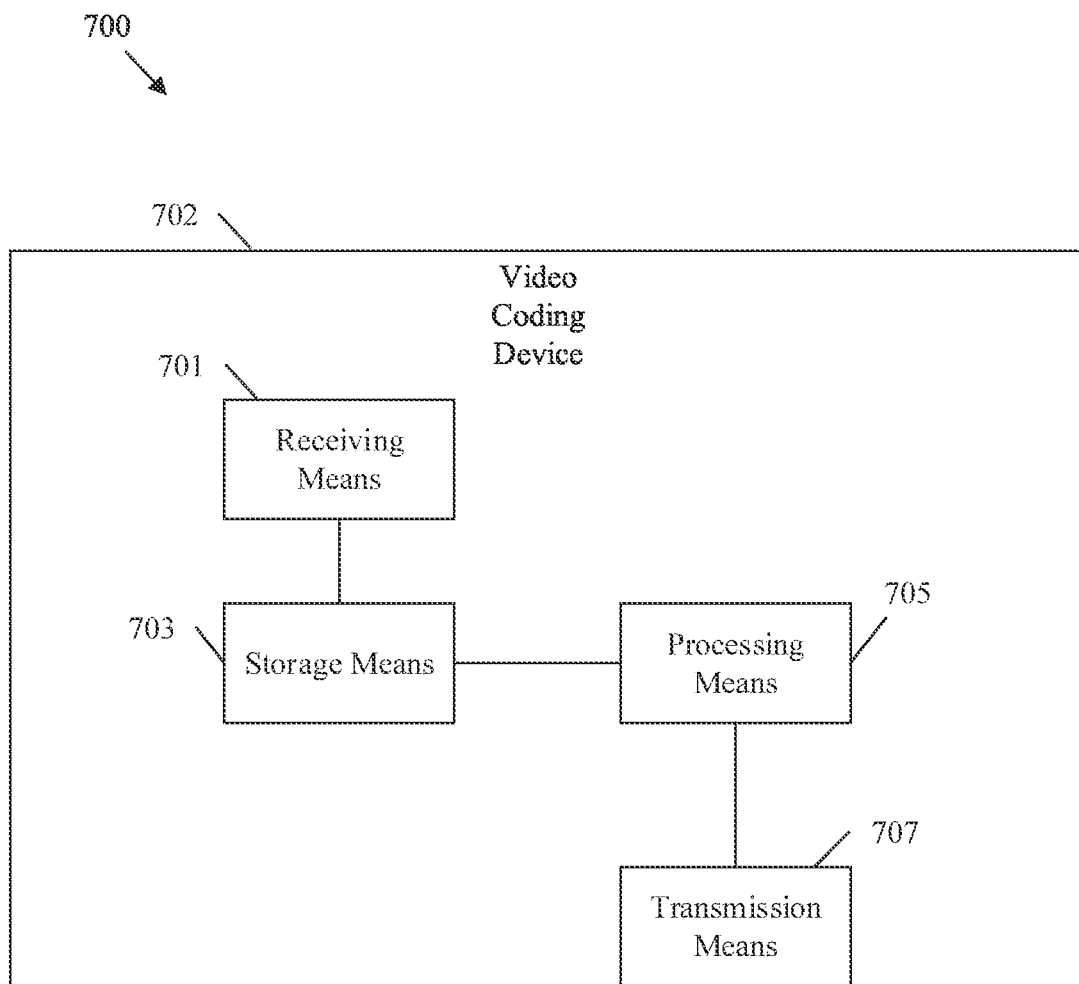 700
702
Video
Coding
Device
701
Receiving
Means
703
Storage Means
705
Processing
Means
707
Transmission
Means